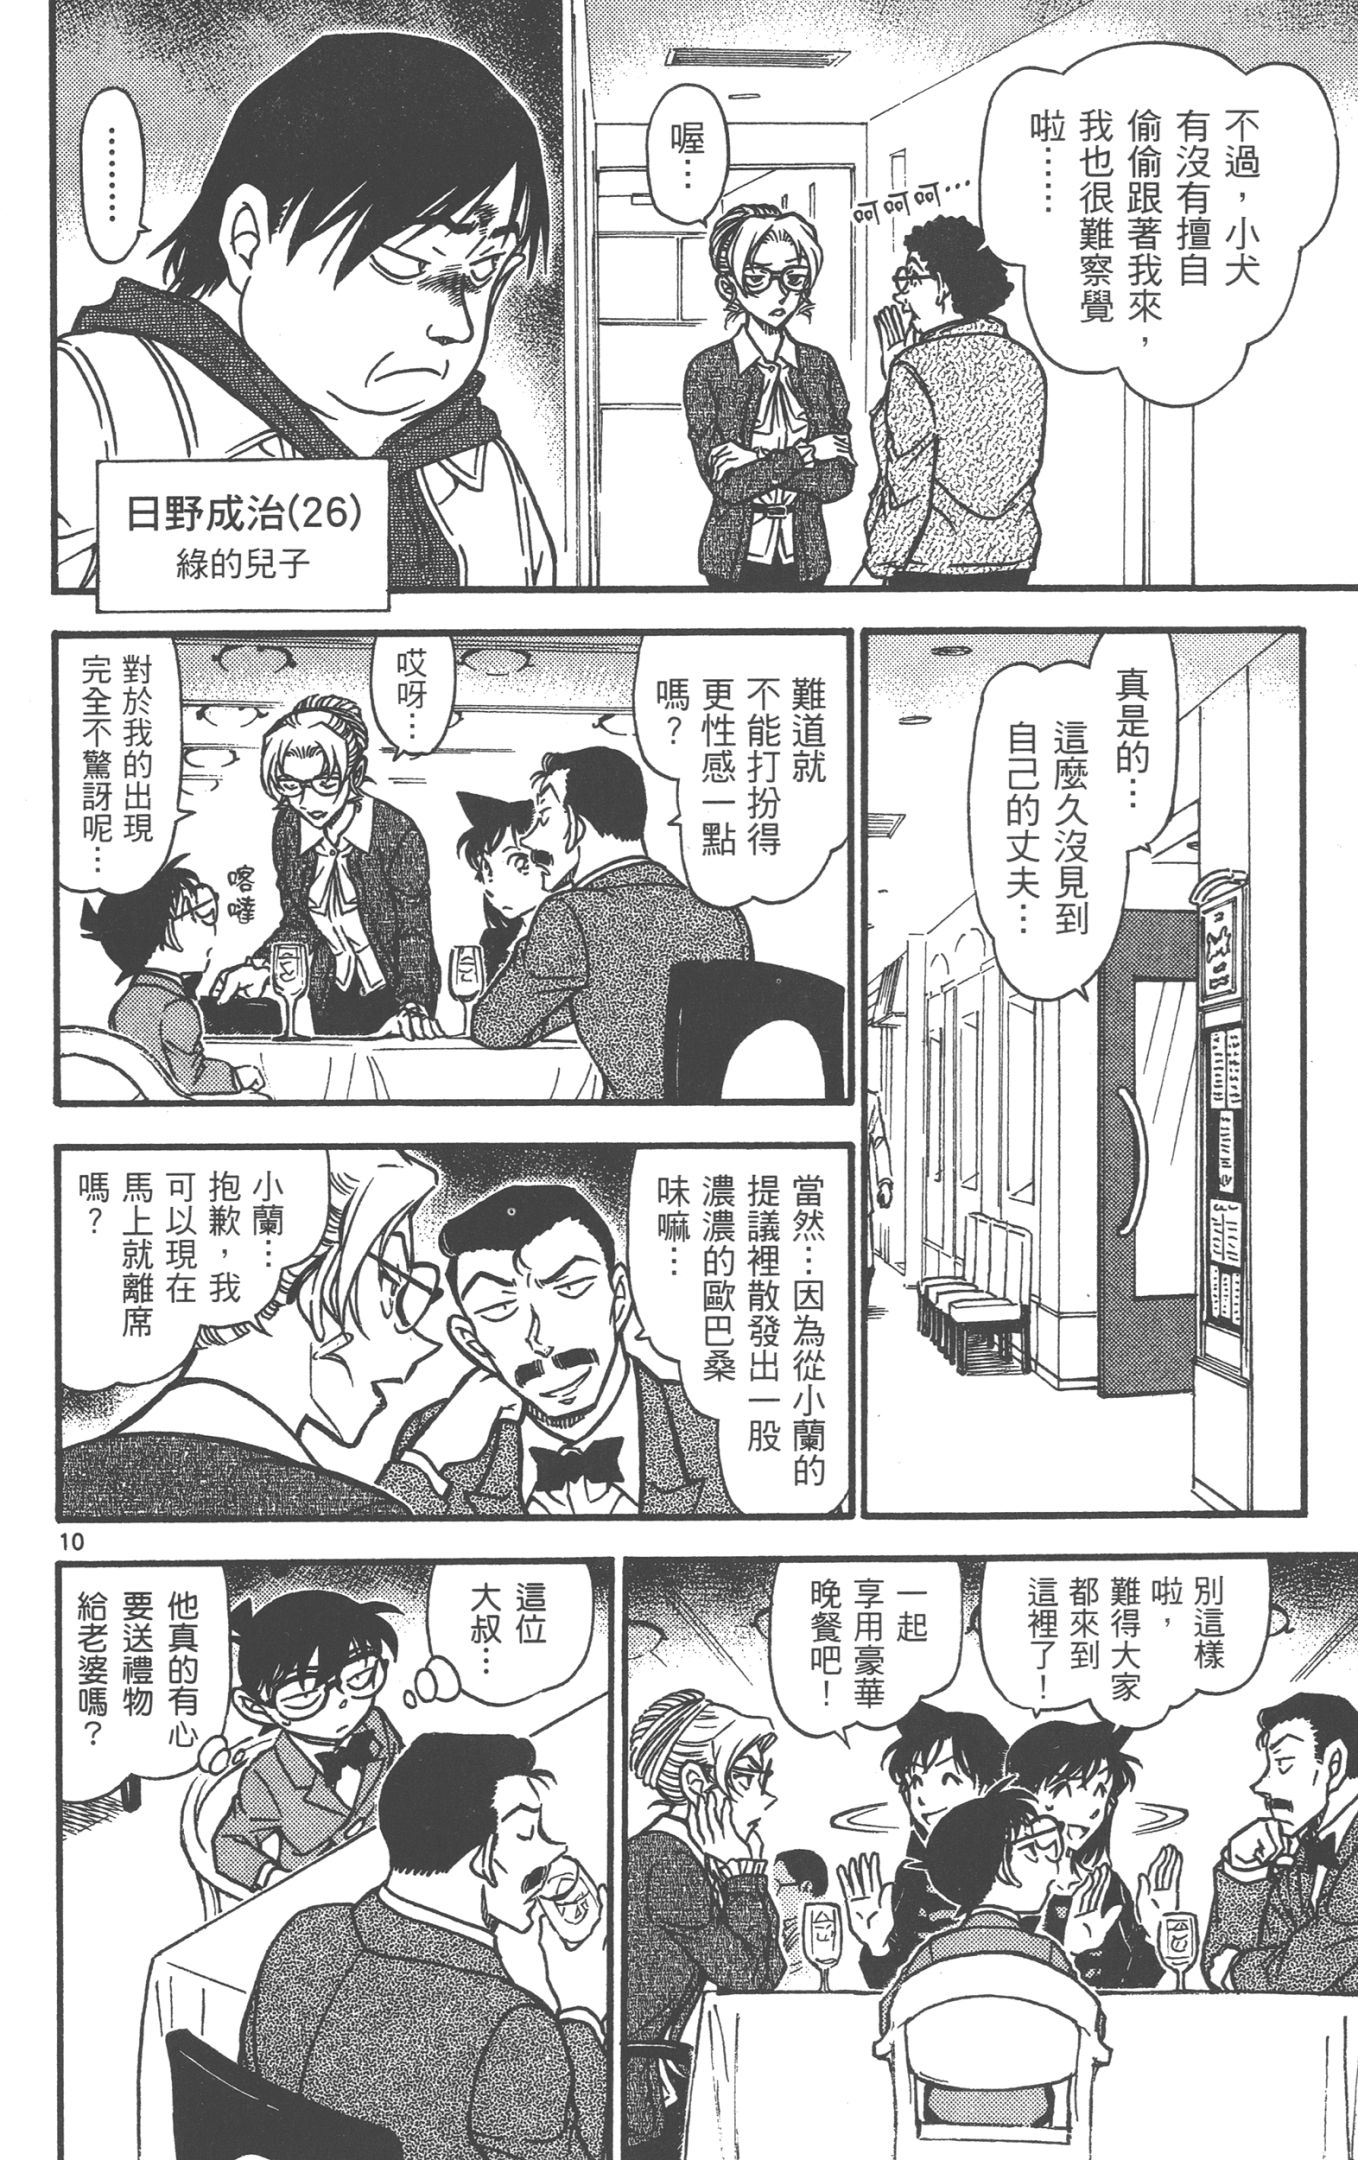 不過，小犬
有沒有擅自
偷偷跟著我來，
我也很難察覺
啦……
呵呵呵…
喔…
………
日野成治(26)
綠的兒子
真是的…
這麼久沒見到
自己的丈夫…
難道就
不能打扮得
更性感一點
嗎？
哎呀…
對於我的出現
完全不驚訝呢…
喀噠
當然…因為從小蘭的
提議裡散發出一股
濃濃的歐巴桑
味嘛…
小蘭…
抱歉，我
可以現在
馬上就離席
嗎？
別這樣
啦，
難得大家
都來到
這裡了！
一起
享用豪華
晚餐吧！
這位
大叔…
他真的有心
要送禮物
給老婆嗎？
10